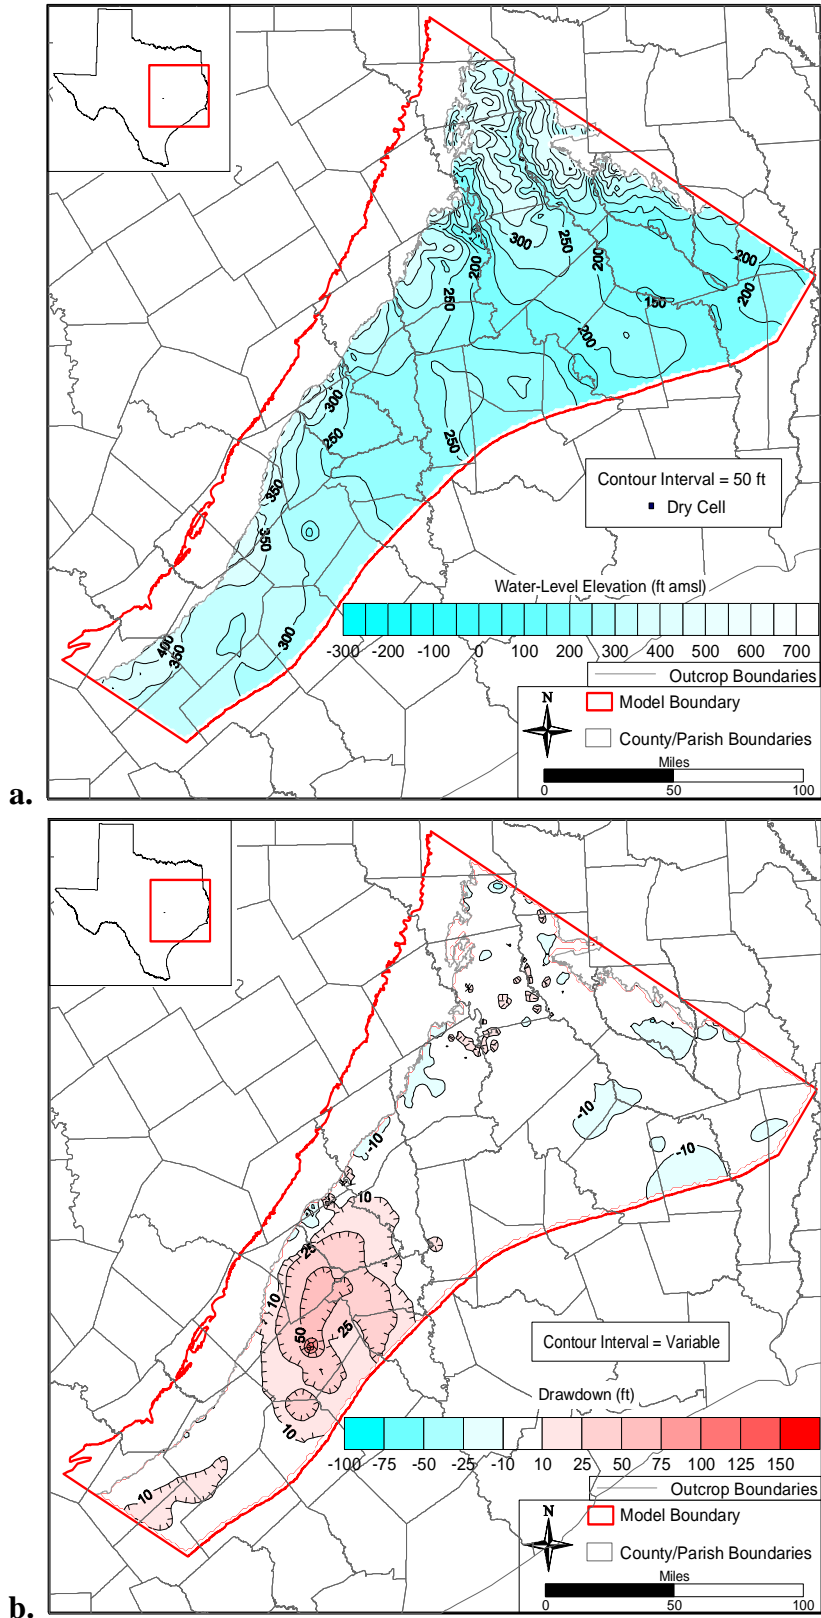 300
250
200
200
250
200
150
200
200
300
250
250
350
350
400
350
300
Contour Interval = 50 ft
Dry Cell
Water-Level Elevation (ft amsl)
-300 -200 -100 0 100 200 300 400 500 600 700
Outcrop Boundaries
N
Model Boundary
County/Parish Boundaries
Miles
0 50 100
a.
-10
-10
-10
10
25
10
50
25
10
10
Contour Interval = Variable
Drawdown (ft)
-100 -75 -50 -25 -10 10 25 50 75 100 125 150
Outcrop Boundaries
N
Model Boundary
County/Parish Boundaries
Miles
0 50 100
b.